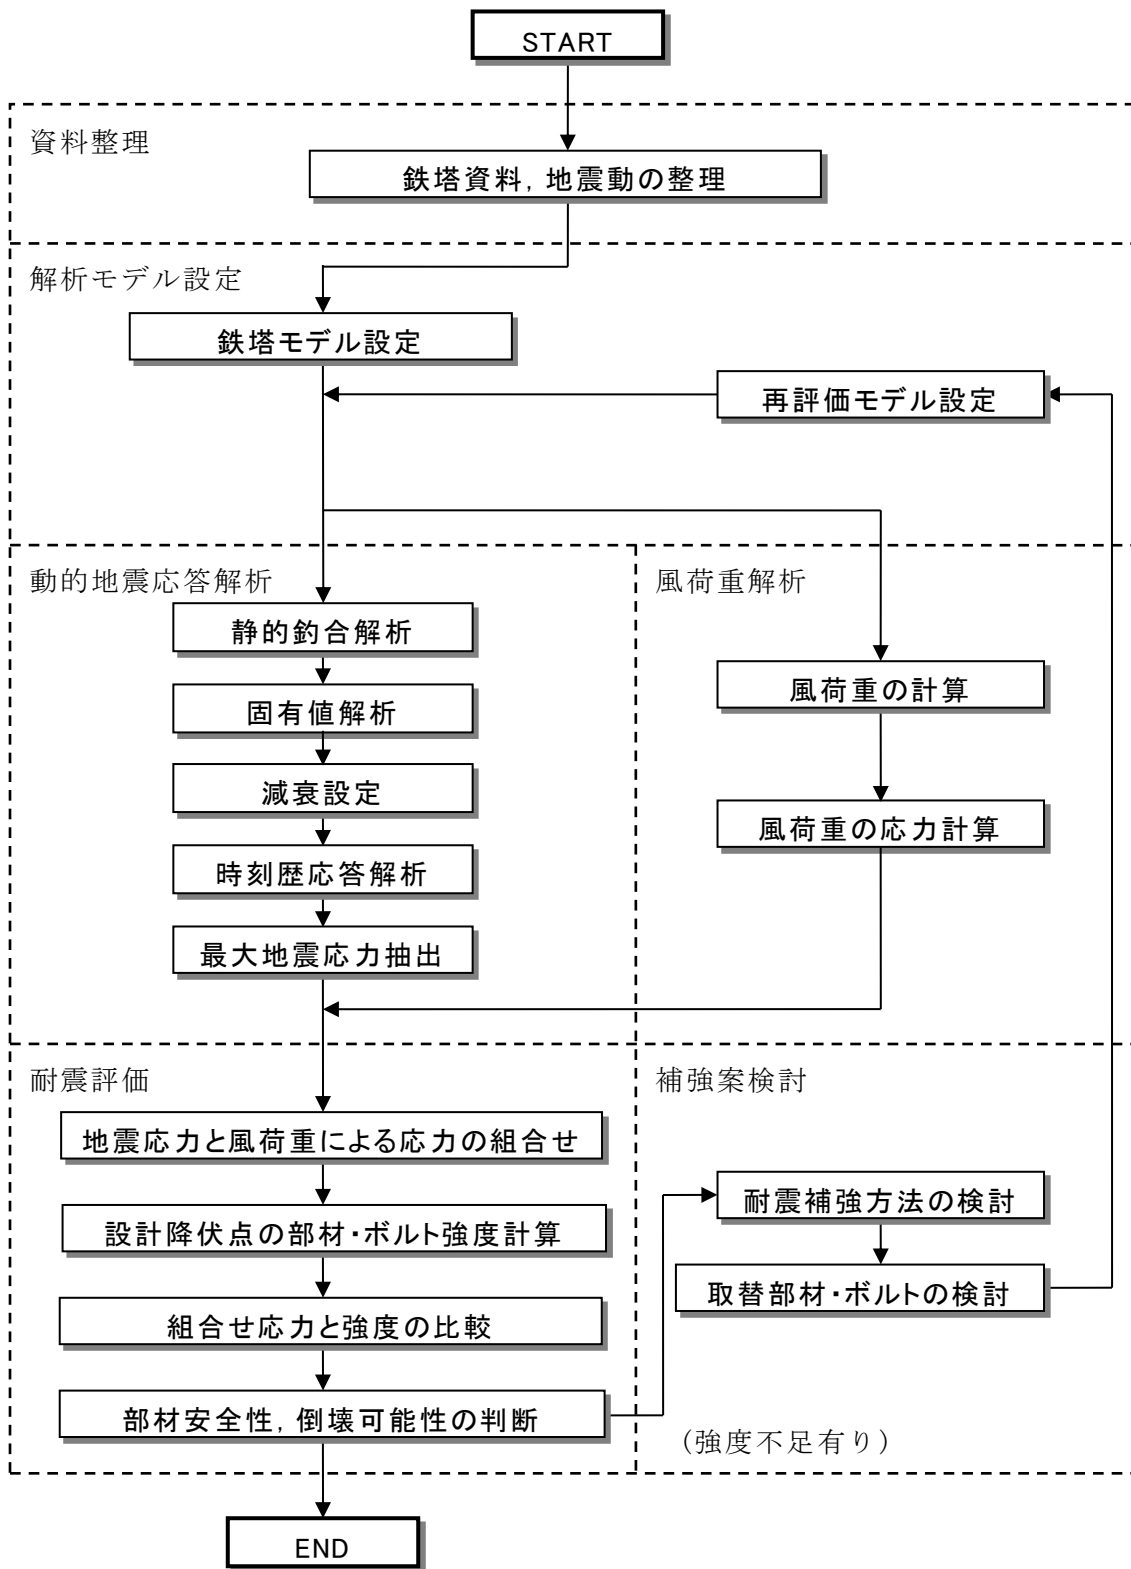 START
資料整理
鉄塔資料, 地震動の整理
解析モデル設定
鉄塔モデル設定
再評価モデル設定
動的地震応答解析
静的釣合解析
固有値解析
減衰設定
時刻歴応答解析
最大地震応力抽出
風荷重解析
風荷重の計算
風荷重の応力計算
耐震評価
地震応力と風荷重による応力の組合せ
設計降伏点の部材・ボルト強度計算
組合せ応力と強度の比較
部材安全性, 倒壊可能性の判断
補強案検討
耐震補強方法の検討
取替部材・ボルトの検討
(強度不足有り)
END